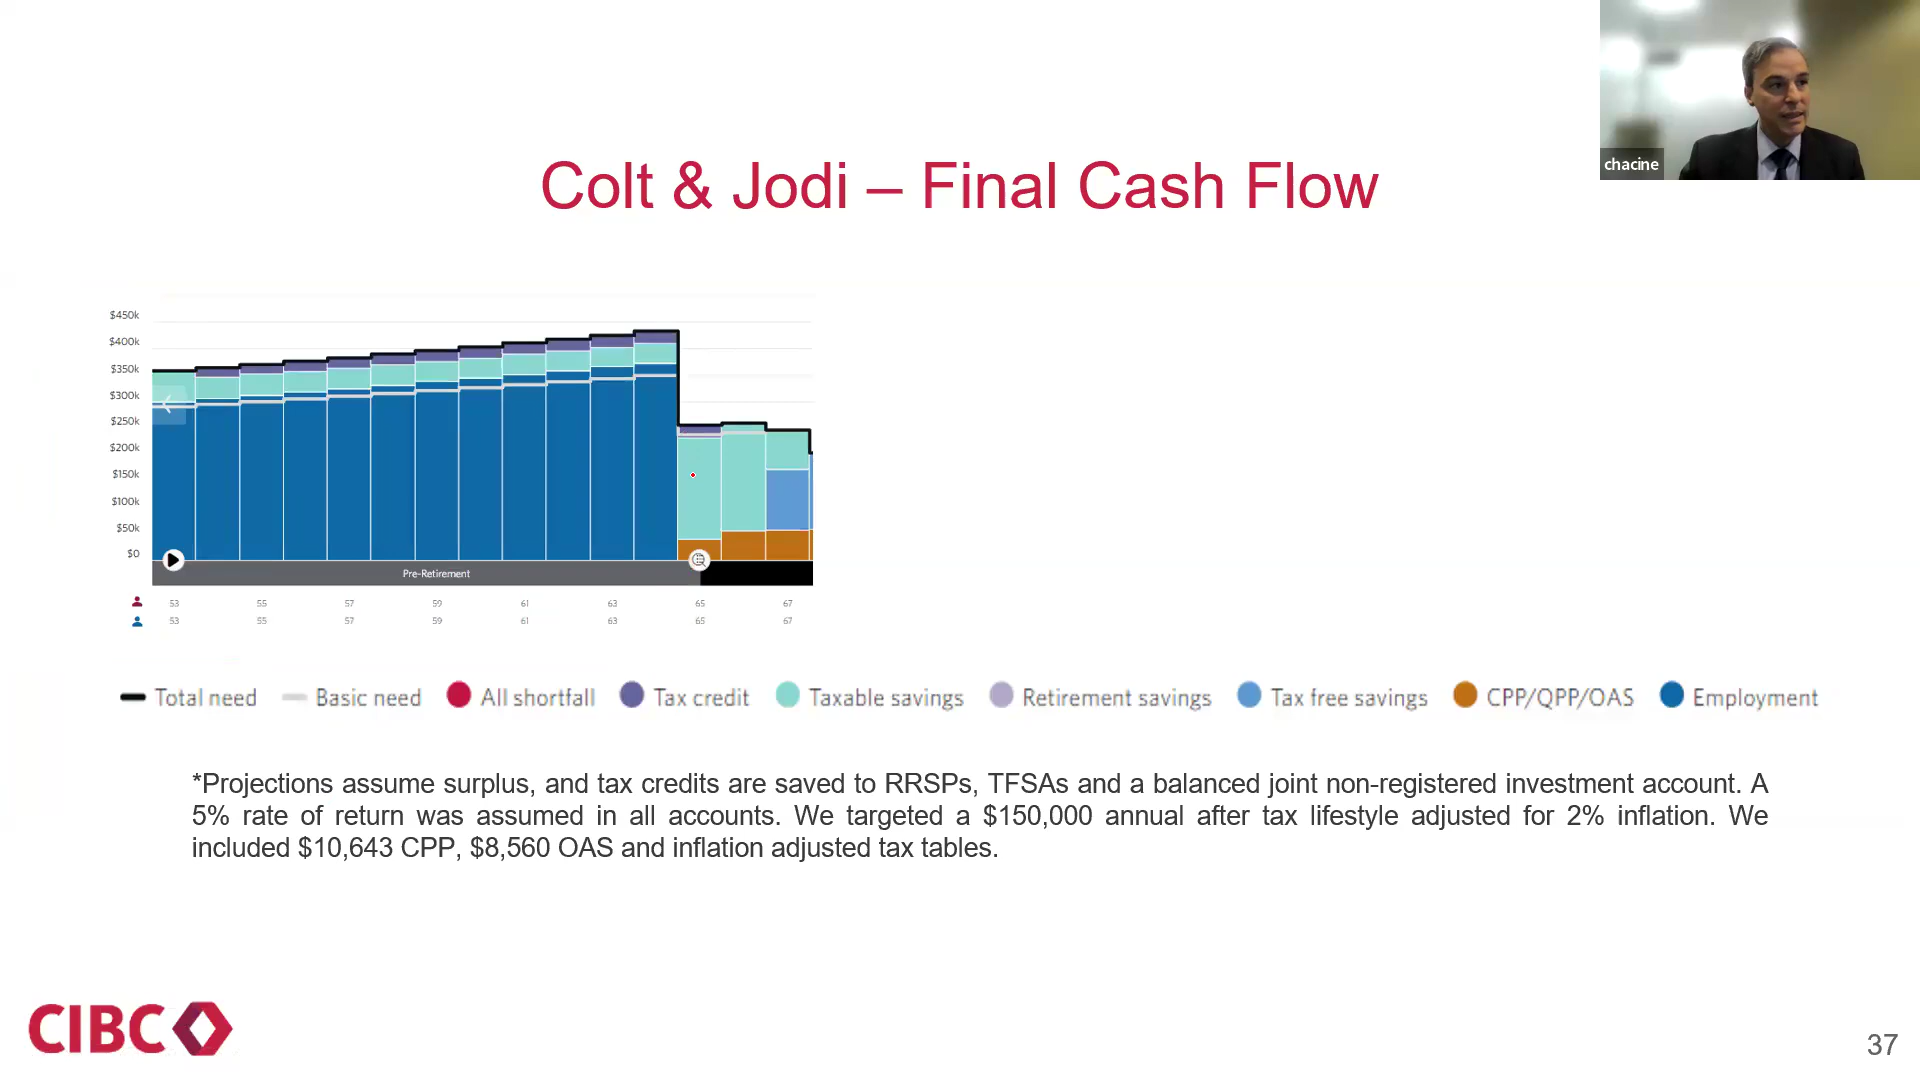 chacine
Colt & Jodi – Final Cash Flow
$450k
$400k
$350k
$300k
$250k
$200k
$150k
$100k
$50k
$0
Pre-Retirement
53 55 57 59 61 63 65 67
53 55 57 59 61 63 65 67
Total need Basic need All shortfall Tax credit Taxable savings Retirement savings Tax free savings CPP/QPP/OAS Employment
*Projections assume surplus, and tax credits are saved to RRSPs, TFSAs and a balanced joint non-registered investment account. A
5% rate of return was assumed in all accounts. We targeted a $150,000 annual after tax lifestyle adjusted for 2% inflation. We
included $10,643 CPP, $8,560 OAS and inflation adjusted tax tables.
CIBC
37